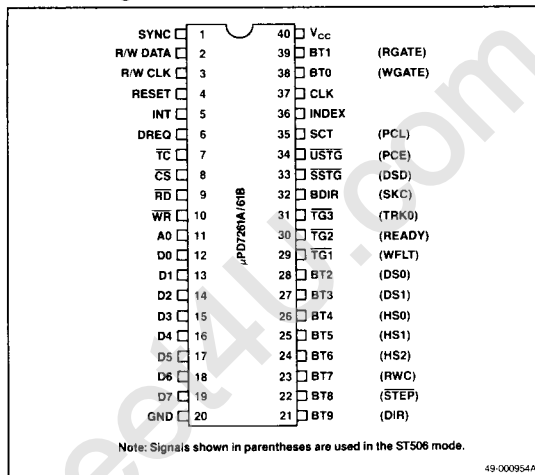 SYNC 1 40 VCC
R/W DATA 2 39 BT1 (RGATE)
R/W CLK 3 38 BT0 (WGATE)
RESET 4 37 CLK
INT 5 36 INDEX
DREQ 6 35 SCT (PCL)
TC 7 34 USTG (PCE)
CS 8 33 SSTG (DSD)
RD 9 32 BDIR (SKC)
WR 10 31 TG3 (TRK0)
A0 11 30 TG2 (READY)
D0 12 29 TG1 (WFLT)
D1 13 28 BT2 (DS0)
D2 14 27 BT3 (DS1)
D3 15 26 BT4 (HS0)
D4 16 25 BT5 (HS1)
D5 17 24 BT6 (HS2)
D6 18 23 BT7 (RWC)
D7 19 22 BT8 (STEP)
GND 20 21 BT9 (DIR)
μPD7261A/61B
Note: Signals shown in parentheses are used in the ST506 mode.
49-000954A